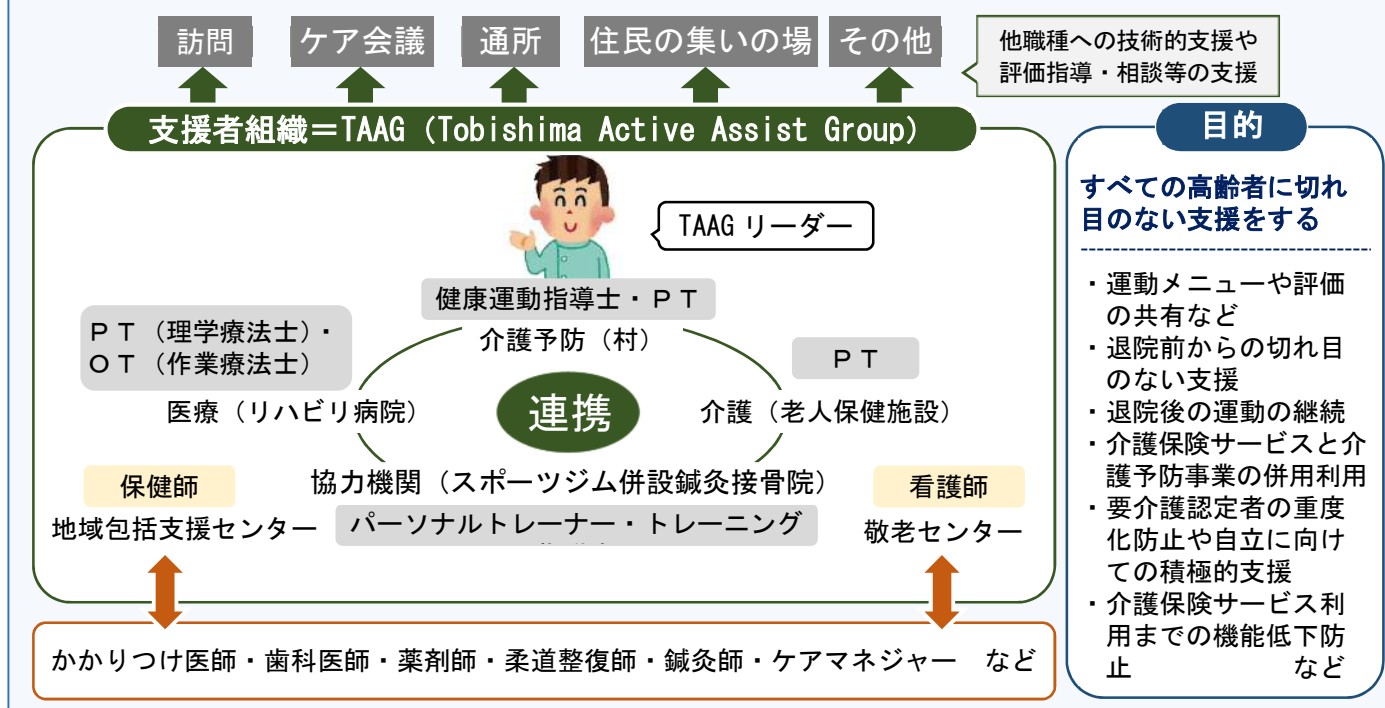 訪問 ケア会議 通所 住民の集いの場 その他
他職種への技術的支援や
評価指導・相談等の支援
支援者組織＝TAAG（Tobishima Active Assist Group）
TAAG リーダー
健康運動指導士・ＰＴ
介護予防（村）
ＰＴ（理学療法士）・
ＯＴ（作業療法士）
医療（リハビリ病院）
連携
ＰＴ
介護（老人保健施設）
協力機関（スポーツジム併設鍼灸接骨院）
パーソナルトレーナー・トレーニング
保健師
地域包括支援センター
看護師
敬老センター
かかりつけ医師・歯科医師・薬剤師・柔道整復師・鍼灸師・ケアマネジャー　など
目的
すべての高齢者に切れ
目のない支援をする
・運動メニューや評価
の共有など
・退院前からの切れ目
のない支援
・退院後の運動の継続
・介護保険サービスと介
護予防事業の併用利用
・要介護認定者の重度
化防止や自立に向け
ての積極的支援
・介護保険サービス利
用までの機能低下防
止　など